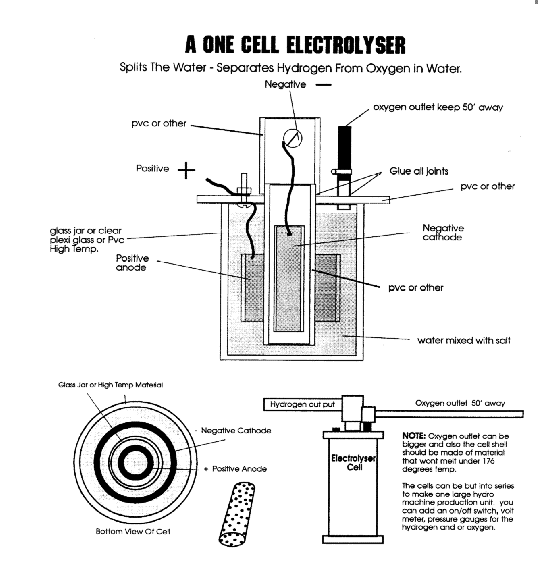 A ONE CELL ELECTROLYSER
Splits The Water - Separates Hydrogen From Oxygen in Water.
Negative —
oxygen outlet keep 50' away
pvc or other
Positive +
Glue all joints
pvc or other
glass jar or clear
plexi glass or Pvc
High Temp.
Positive
anode
Negative
cathode
pvc or other
water mixed with salt
Glass Jar or High Temp Material
- Negative Cathode
+ Positive Anode
Bottom View Of Cell
Hydrogen out put
Oxygen outlet 50' away
Electrolyser
Cell
NOTE: Oxygen outlet can be
bigger and also the cell shell
should be made of material
that wont melt under 176
degrees temp.
The cells can be but into series
to make one large hydro
machine production unit. you
can add an on/off switch, volt
meter, pressure gauges for the
hydrogen and or oxygen.